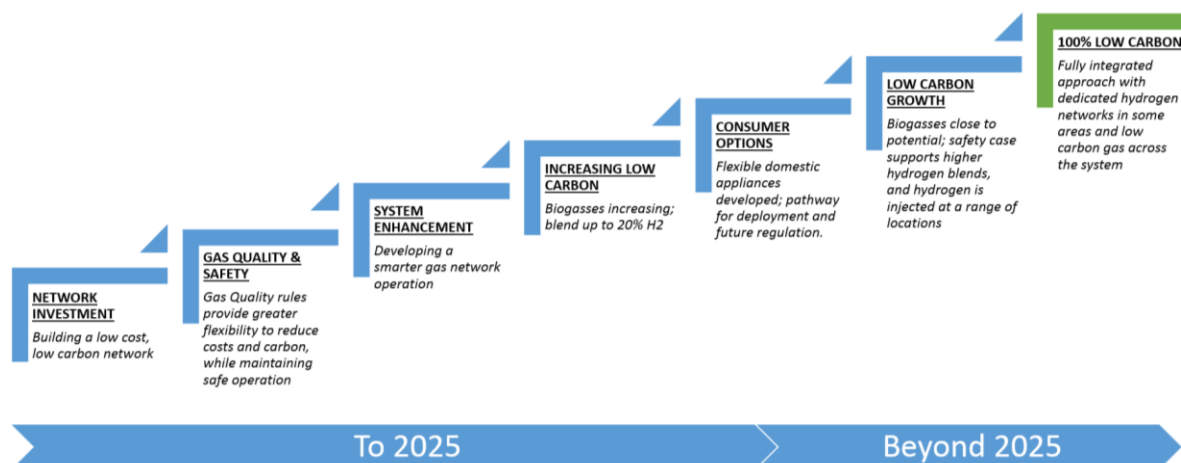 NETWORK
INVESTMENT
Building a low cost,
low carbon network
GAS QUALITY &
SAFETY
Gas Quality rules
provide greater
flexibility to reduce
costs and carbon,
while maintaining
safe operation
SYSTEM
ENHANCEMENT
Developing a
smarter gas network
operation
INCREASING LOW
CARBON
Biogasses increasing;
blend up to 20% H2
CONSUMER
OPTIONS
Flexible domestic
appliances
developed; pathway
for deployment and
future regulation.
LOW CARBON
GROWTH
Biogasses close to
potential; safety case
supports higher
hydrogen blends,
and hydrogen is
injected at a range of
locations
100% LOW CARBON
Fully integrated
approach with
dedicated hydrogen
networks in some
areas and low
carbon gas across
the system
To 2025
Beyond 2025